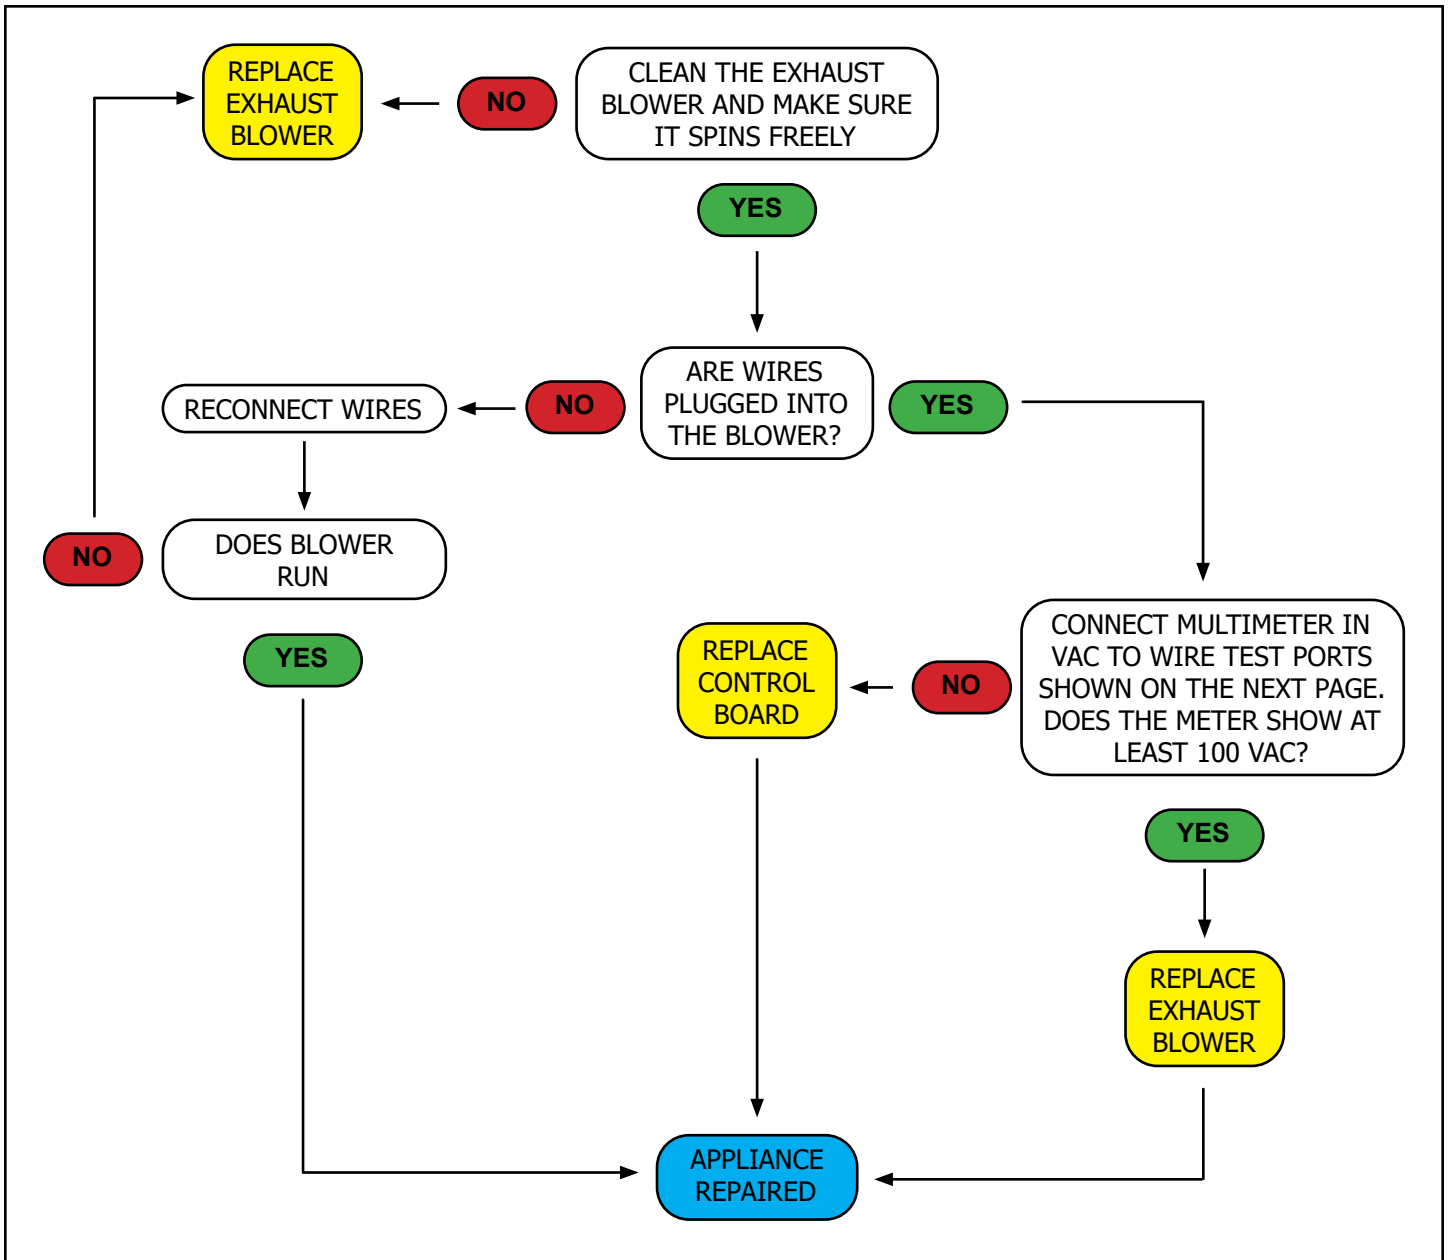 REPLACE
EXHAUST
BLOWER
NO
CLEAN THE EXHAUST
BLOWER AND MAKE SURE
IT SPINS FREELY
YES
ARE WIRES
PLUGGED INTO
THE BLOWER?
NO
YES
RECONNECT WIRES
NO
DOES BLOWER
RUN
YES
REPLACE
CONTROL
BOARD
NO
CONNECT MULTIMETER IN
VAC TO WIRE TEST PORTS
SHOWN ON THE NEXT PAGE.
DOES THE METER SHOW AT
LEAST 100 VAC?
YES
REPLACE
EXHAUST
BLOWER
APPLIANCE
REPAIRED